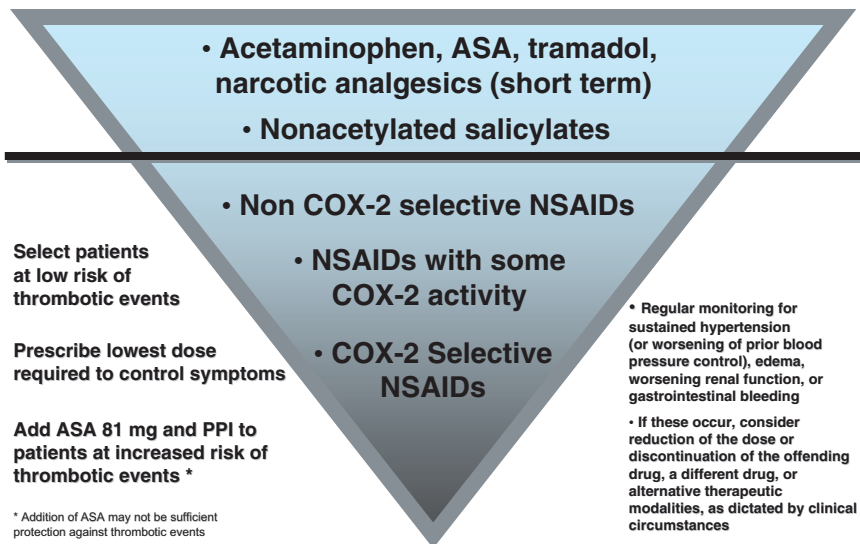 • Acetaminophen, ASA, tramadol,
narcotic analgesics (short term)
• Nonacetylated salicylates
• Non COX-2 selective NSAIDs
• NSAIDs with some
COX-2 activity
• COX-2 Selective
NSAIDs
Select patients
at low risk of
thrombotic events
Prescribe lowest dose
required to control symptoms
Add ASA 81 mg and PPI to
patients at increased risk of
thrombotic events *
* Addition of ASA may not be sufficient
protection against thrombotic events
• Regular monitoring for
sustained hypertension
(or worsening of prior blood
pressure control), edema,
worsening renal function, or
gastrointestinal bleeding
• If these occur, consider
reduction of the dose or
discontinuation of the offending
drug, a different drug, or
alternative therapeutic
modalities, as dictated by clinical
circumstances